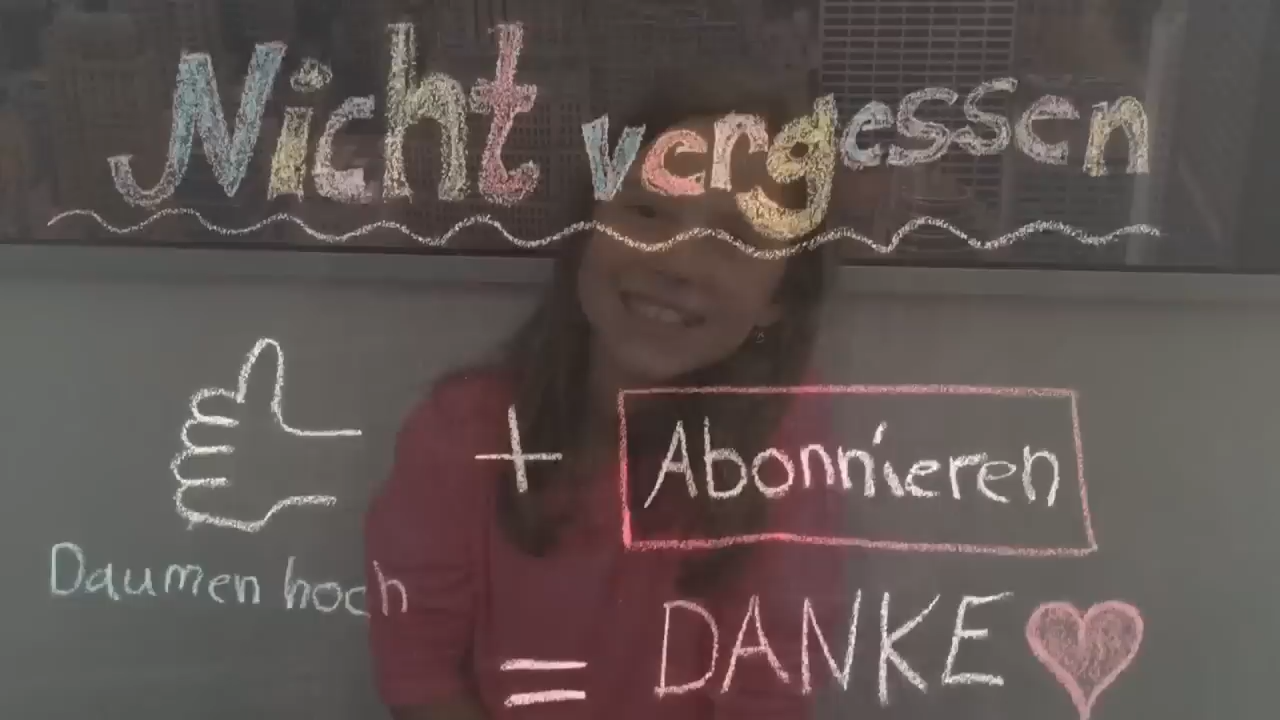 Nicht vergessen
+ Abonnieren
Daumen hoch
= DANKE